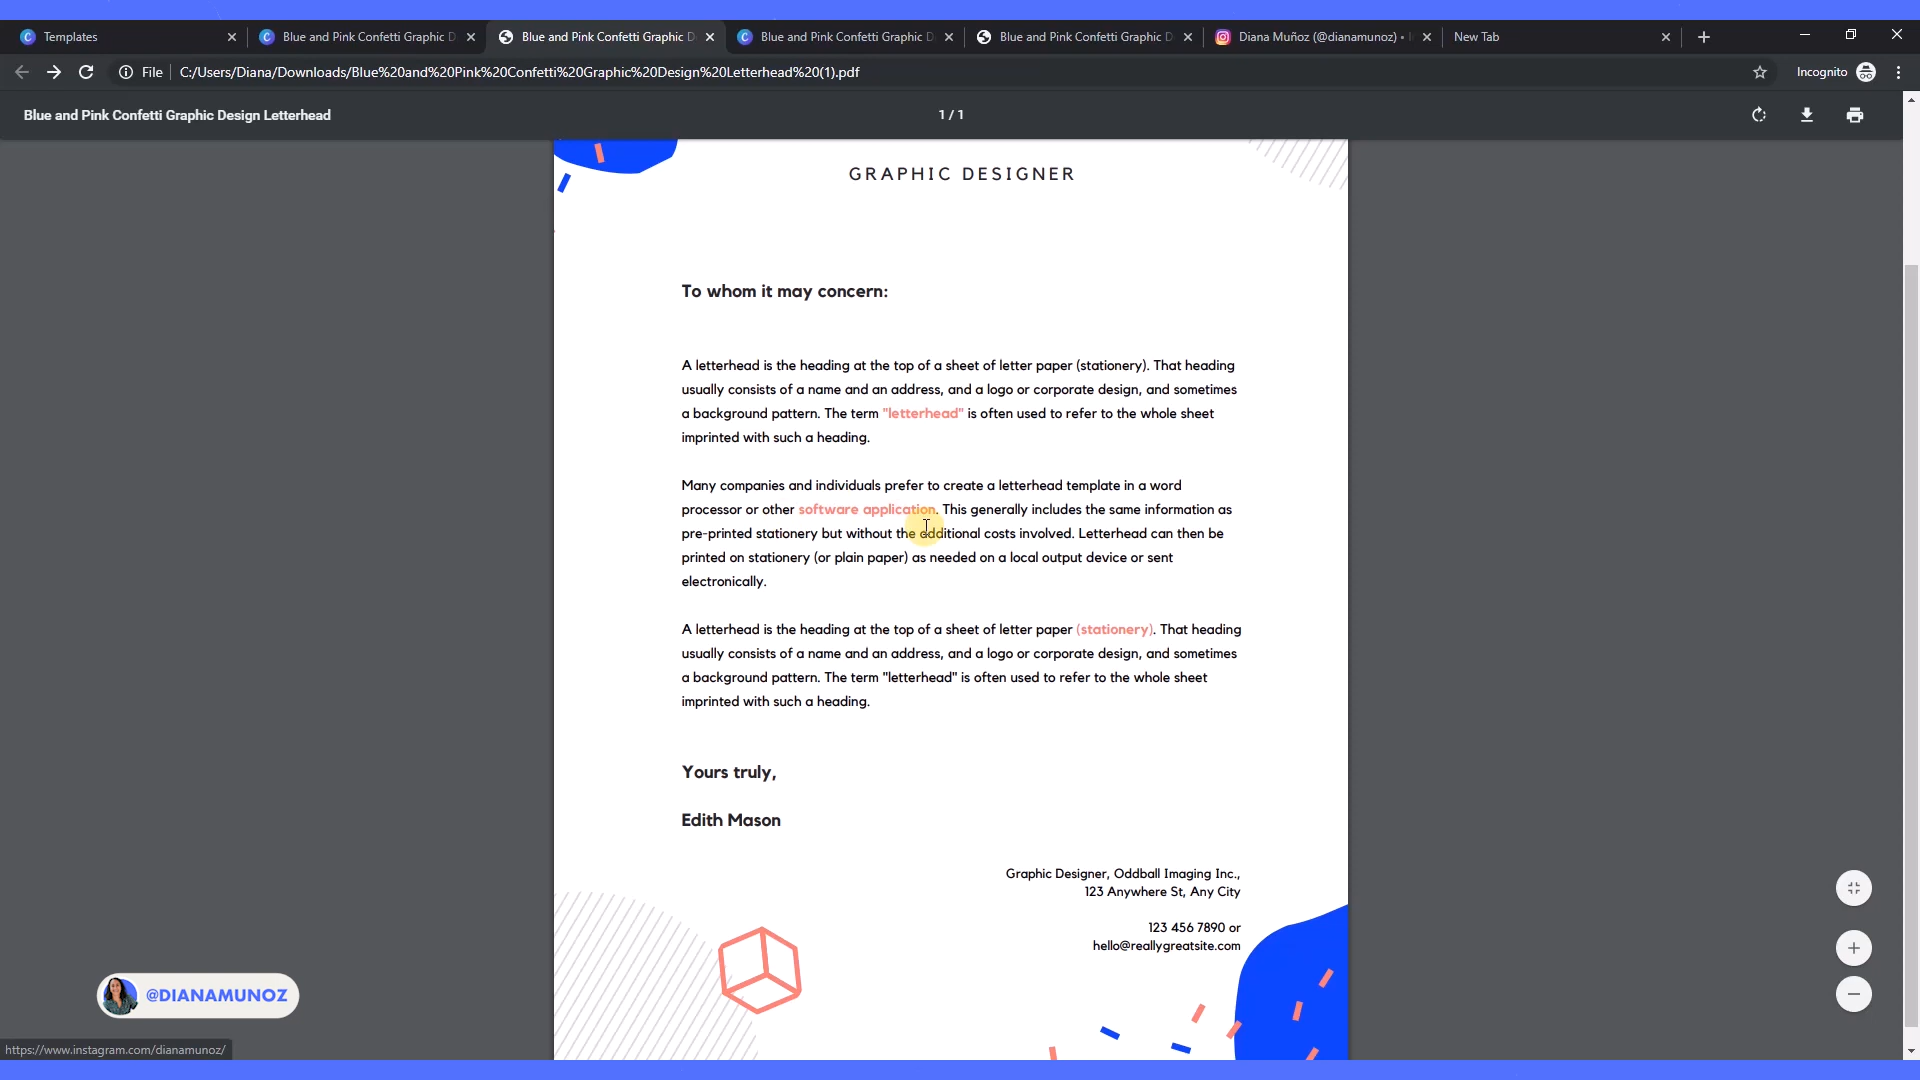 Templates
Blue and Pink Confetti Graphic D
Blue and Pink Confetti Graphic D
Blue and Pink Confetti Graphic D
Blue and Pink Confetti Graphic D
Diana Muñoz (@dianamunoz) •
New Tab
File
C:/Users/Diana/Downloads/Blue%20and%20Pink%20Confetti%20Graphic%20Design%20Letterhead%20(1).pdf
Incognito
Blue and Pink Confetti Graphic Design Letterhead
1 / 1
GRAPHIC DESIGNER
To whom it may concern:
A letterhead is the heading at the top of a sheet of letter paper (stationery). That heading
usually consists of a name and an address, and a logo or corporate design, and sometimes
a background pattern. The term "letterhead" is often used to refer to the whole sheet
imprinted with such a heading.
Many companies and individuals prefer to create a letterhead template in a word
processor or other software application. This generally includes the same information as
pre-printed stationery but without the additional costs involved. Letterhead can then be
printed on stationery (or plain paper) as needed on a local output device or sent
electronically.
A letterhead is the heading at the top of a sheet of letter paper (stationery). That heading
usually consists of a name and an address, and a logo or corporate design, and sometimes
a background pattern. The term "letterhead" is often used to refer to the whole sheet
imprinted with such a heading.
Yours truly,
Edith Mason
Graphic Designer, Oddball Imaging Inc.,
123 Anywhere St, Any City
123 456 7890 or
hello@reallygreatsite.com
@DIANAMUNOZ
https://www.instagram.com/dianamunoz/